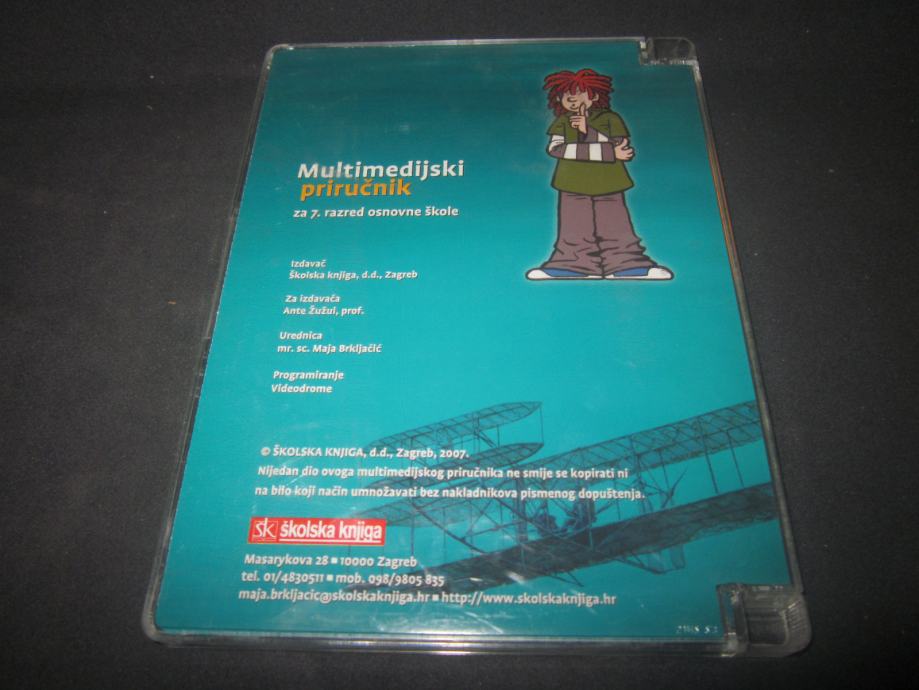 Multimedijski
priručnik
za 7. razred osnovne škole
Izdavač
Školska knjiga, d.d., Zagreb
Za izdavača
Ante Žužul, prof.
Urednica
mr. sc. Maja Brkljačić
Programiranje
Videodrome
© ŠKOLSKA KNJIGA, d.d., Zagreb, 2007.
Nijedan dio ovoga multimedijskog priručnika ne smije se kopirati ni
na bilo koji način umnožavati bez nakladnikova pismenog dopuštenja.
šk školska knjiga
Masarykova 28 ▪ 10000 Zagreb
tel. 01/4830511 ▪ mob. 098/9805 835
maja.brkljacic@skolskaknjiga.hr ▪ http://www.skolskaknjiga.hr